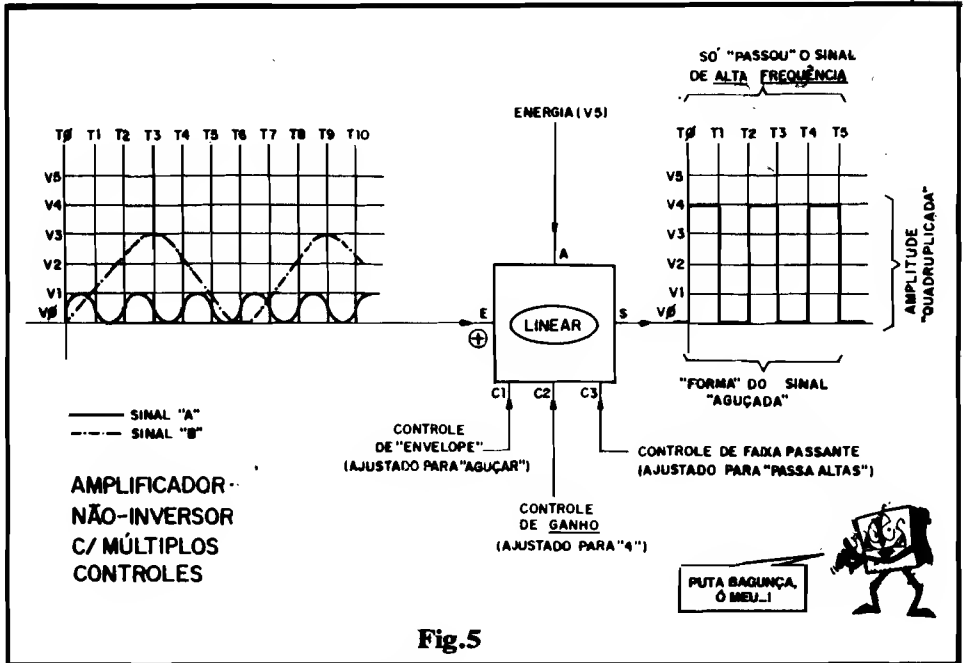 SÓ "PASSOU" O SINAL
DE ALTA FREQUÊNCIA
ENERGIA (V5)
TØ T1 T2 T3 T4 T5 T6 T7 T8 T9 T10
V5
V4
V3
V2
V1
VØ
TØ T1 T2 T3 T4 T5
V5
V4
V3
V2
V1
VØ
AMPLITUDE
"QUADRUPLICADA"
A
E
⊕
LINEAR
S
C1 C2 C3
"FORMA" DO SINAL
"AGUÇADA"
SINAL "A"
SINAL "B"
CONTROLE
DE "ENVELOPE"
(AJUSTADO PARA "AGUÇAR")
CONTROLE DE FAIXA PASSANTE
(AJUSTADO PARA "PASSA ALTAS")
CONTROLE
DE GANHO
(AJUSTADO PARA "4")
AMPLIFICADOR
NÃO-INVERSOR
C/ MÚLTIPLOS
CONTROLES
PUTA BAGUNÇA,
Ô MEU...!
Fig.5